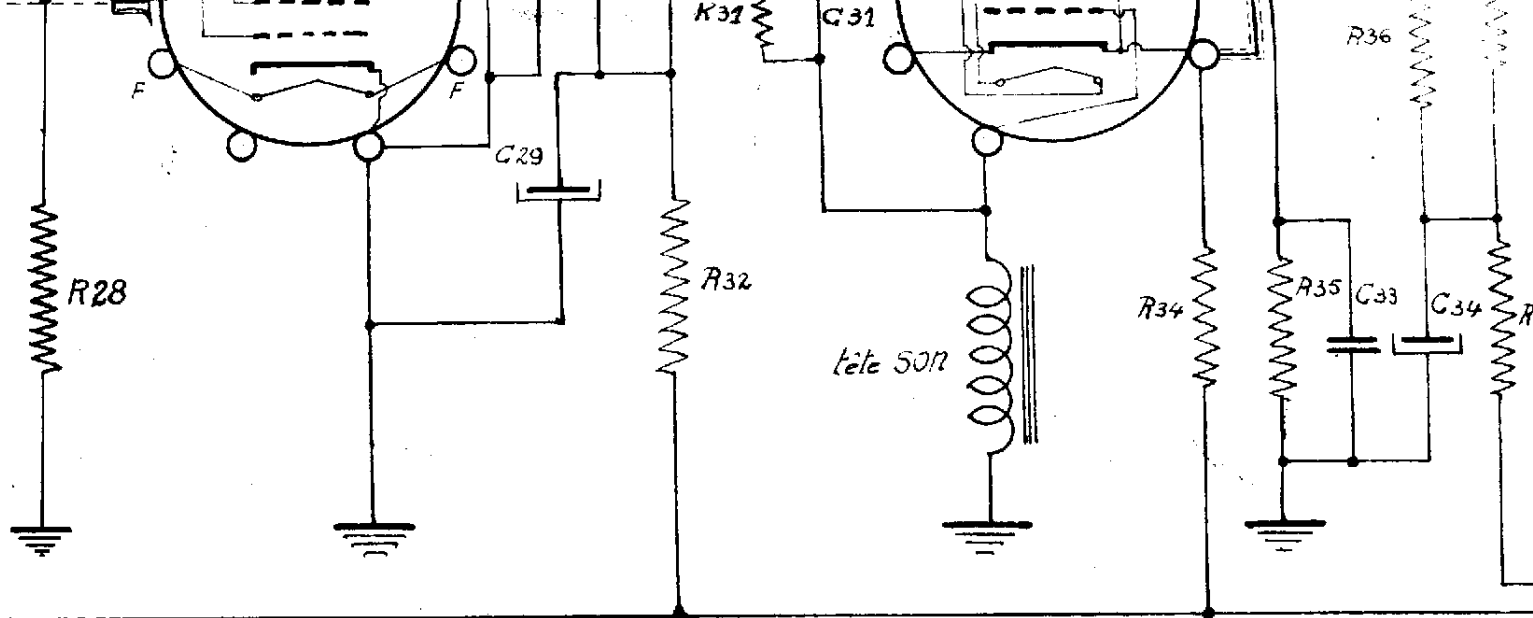 R31 C31
R36
F F
C29
R28
R32
R34 R35 C33 C34 R
tête SON